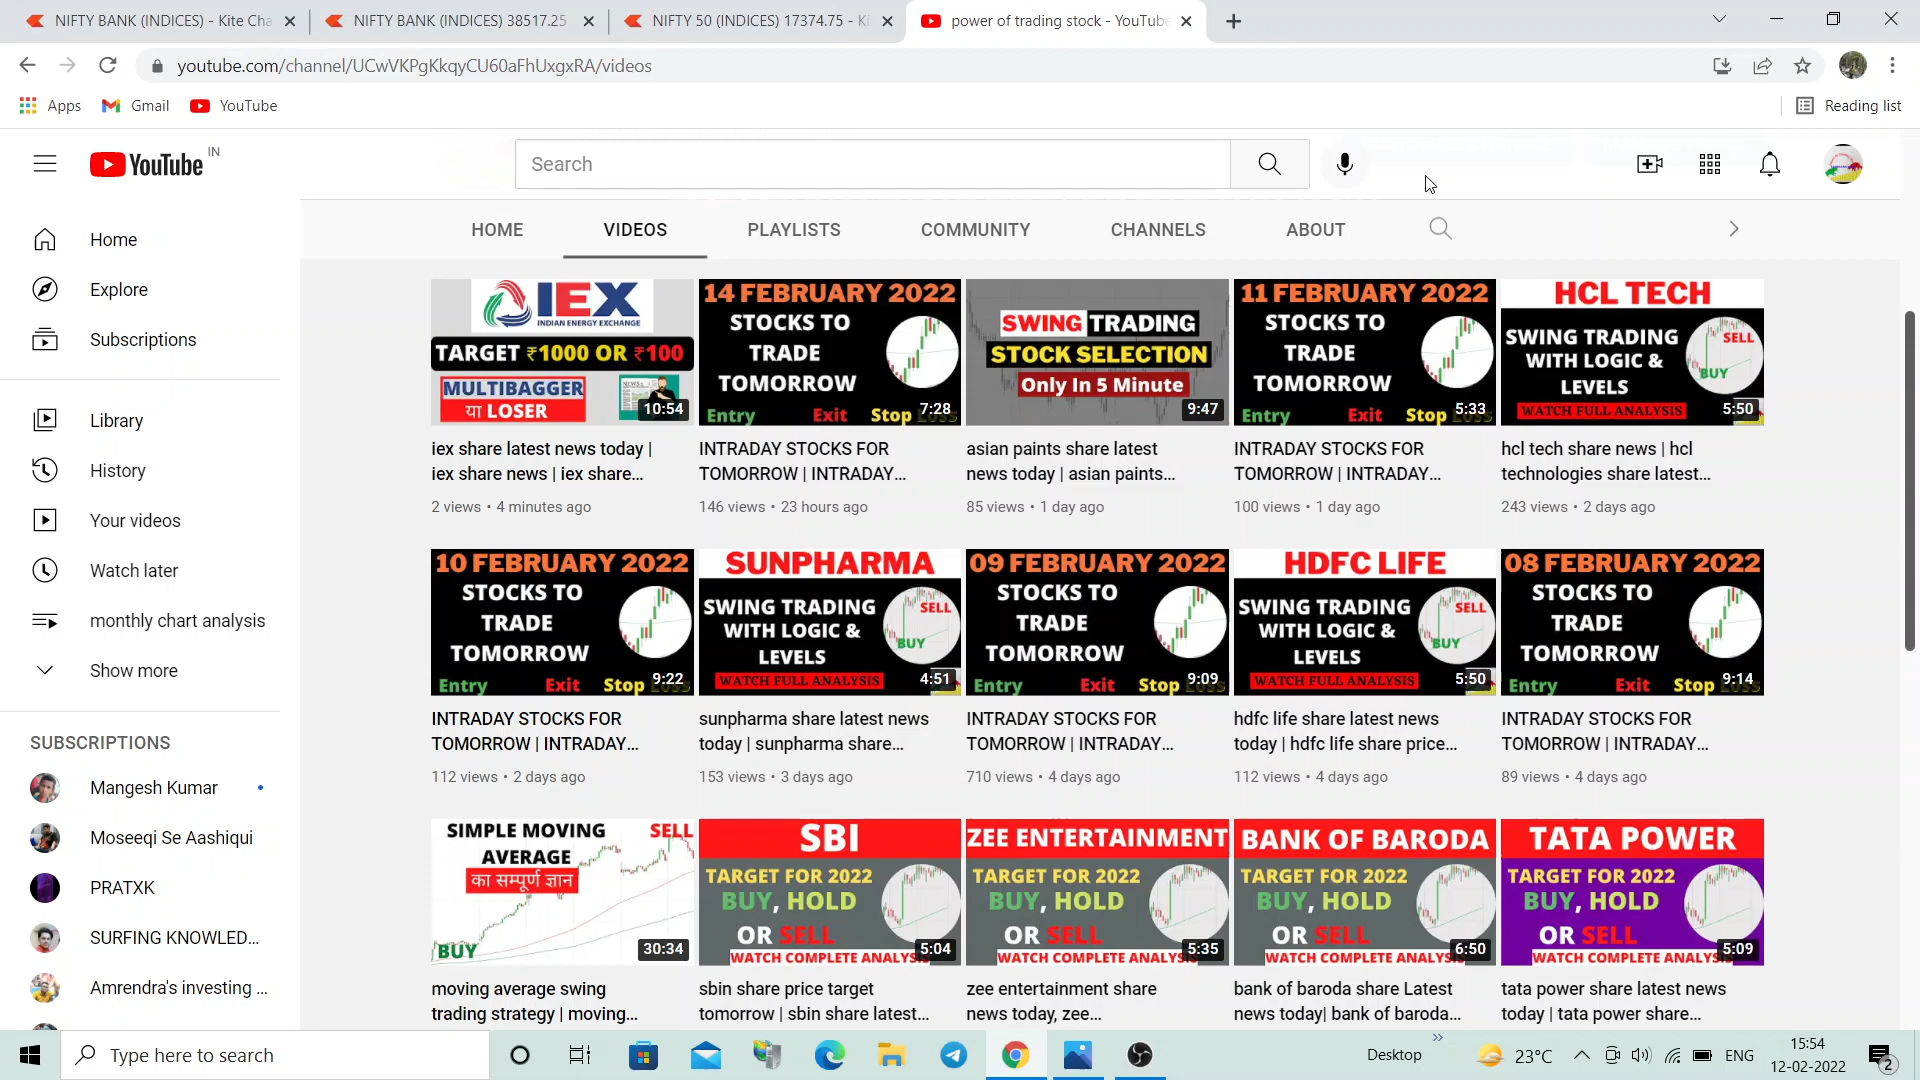 NIFTY BANK (INDICES) - Kite Cha
NIFTY BANK (INDICES) 38517.25
NIFTY 50 (INDICES) 17374.75 - Ki
power of trading stock - YouTube
youtube.com/channel/UCwVKPgKkqyCU60aFhUxgxRA/videos
Apps
Gmail
YouTube
Reading list
YouTube IN
Search
HOME
VIDEOS
PLAYLISTS
COMMUNITY
CHANNELS
ABOUT
Home
Explore
Subscriptions
Library
History
Your videos
Watch later
monthly chart analysis
Show more
SUBSCRIPTIONS
Mangesh Kumar
Moseeqi Se Aashiqui
PRATXK
SURFING KNOWLED...
Amrendra's investing ...
IEX
INDIAN ENERGY EXCHANGE
TARGET ₹1000 OR ₹100
MULTIBAGGER
या LOSER
NEWS
10:54
iex share latest news today |
iex share news | iex share...
2 views • 4 minutes ago
14 FEBRUARY 2022
STOCKS TO
TRADE
TOMORROW
Entry Exit Stop Loss
7:28
INTRADAY STOCKS FOR
TOMORROW | INTRADAY...
146 views • 23 hours ago
SWING TRADING
STOCK SELECTION
Only In 5 Minute
9:47
asian paints share latest
news today | asian paints...
85 views • 1 day ago
11 FEBRUARY 2022
STOCKS TO
TRADE
TOMORROW
Entry Exit Stop Loss
5:33
INTRADAY STOCKS FOR
TOMORROW | INTRADAY...
100 views • 1 day ago
HCL TECH
SWING TRADING
WITH LOGIC &
LEVELS
SELL
BUY
WATCH FULL ANALYSIS
5:50
hcl tech share news | hcl
technologies share latest...
243 views • 2 days ago
10 FEBRUARY 2022
STOCKS TO
TRADE
TOMORROW
Entry Exit Stop Loss
9:22
INTRADAY STOCKS FOR
TOMORROW | INTRADAY...
112 views • 2 days ago
SUNPHARMA
SWING TRADING
WITH LOGIC &
LEVELS
SELL
BUY
WATCH FULL ANALYSIS
4:51
sunpharma share latest news
today | sunpharma share...
153 views • 3 days ago
09 FEBRUARY 2022
STOCKS TO
TRADE
TOMORROW
Entry Exit Stop Loss
9:09
INTRADAY STOCKS FOR
TOMORROW | INTRADAY...
710 views • 4 days ago
HDFC LIFE
SWING TRADING
WITH LOGIC &
LEVELS
SELL
BUY
WATCH FULL ANALYSIS
5:50
hdfc life share latest news
today | hdfc life share price...
112 views • 4 days ago
08 FEBRUARY 2022
STOCKS TO
TRADE
TOMORROW
Entry Exit Stop Loss
9:14
INTRADAY STOCKS FOR
TOMORROW | INTRADAY...
89 views • 4 days ago
SIMPLE MOVING
AVERAGE
का सम्पूर्ण ज्ञान
SELL
BUY
30:34
moving average swing
trading strategy | moving...
SBI
TARGET FOR 2022
BUY, HOLD
OR SELL
WATCH COMPLETE ANALYSIS
5:04
sbin share price target
tomorrow | sbin share latest...
ZEE ENTERTAINMENT
TARGET FOR 2022
BUY, HOLD
OR SELL
WATCH COMPLETE ANALYSIS
5:35
zee entertainment share
news today, zee...
BANK OF BARODA
TARGET FOR 2022
BUY, HOLD
OR SELL
WATCH COMPLETE ANALYSIS
6:50
bank of baroda share Latest
news today| bank of baroda...
TATA POWER
TARGET FOR 2022
BUY, HOLD
OR SELL
WATCH COMPLETE ANALYSIS
5:09
tata power share latest news
today | tata power share...
Type here to search
Desktop
23°C
ENG
15:54
12-02-2022
2